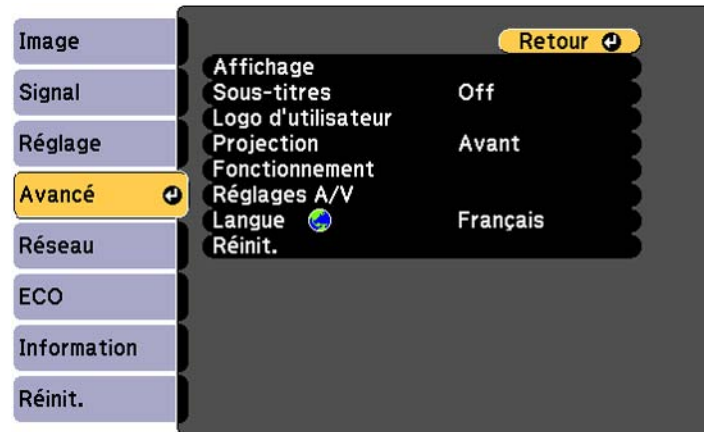 Image
Signal
Réglage
Avancé
Réseau
ECO
Information
Réinit.
Retour
Affichage
Sous-titres Off
Logo d'utilisateur
Projection Avant
Fonctionnement
Réglages A/V
Langue Français
Réinit.